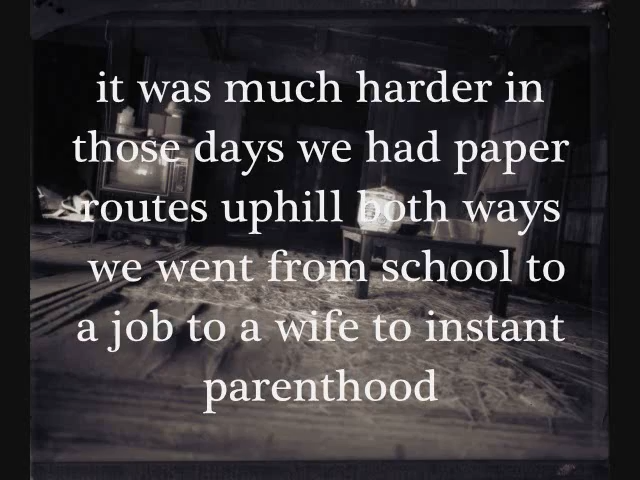 it was much harder in
those days we had paper
routes uphill both ways
we went from school to
a job to a wife to instant
parenthood